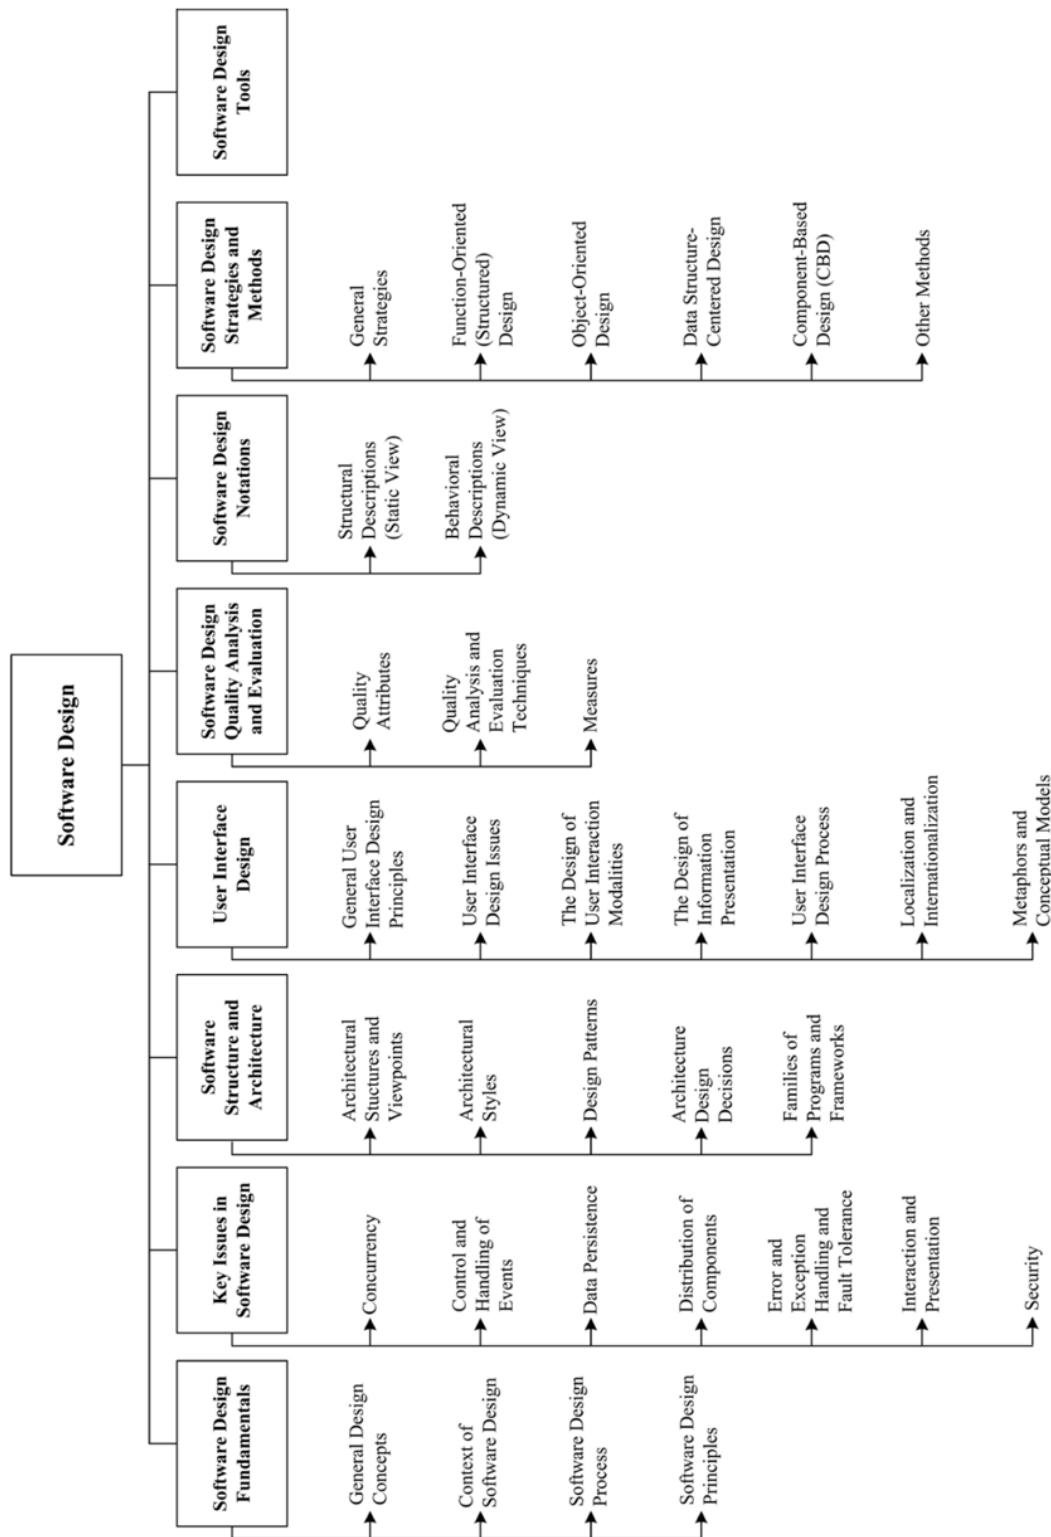 Software Design
Software Design
Fundamentals
General Design
Concepts
Context of
Software Design
Software Design
Process
Software Design
Principles
Key Issues in
Software Design
Concurrency
Control and
Handling of
Events
Data Persistence
Distribution of
Components
Error and
Exception
Handling and
Fault Tolerance
Interaction and
Presentation
Security
Software
Structure and
Architecture
Architectural
Stuctures and
Viewpoints
Architectural
Styles
Design Patterns
Architecture
Design
Decisions
Families of
Programs and
Frameworks
User Interface
Design
General User
Interface Design
Principles
User Interface
Design Issues
The Design of
User Interaction
Modalities
The Design of
Information
Presentation
User Interface
Design Process
Localization and
Internationalization
Metaphors and
Conceptual Models
Software Design
Quality Analysis
and Evaluation
Quality
Attributes
Quality
Analysis and
Evaluation
Techniques
Measures
Software Design
Notations
Structural
Descriptions
(Static View)
Behavioral
Descriptions
(Dynamic View)
Software Design
Strategies and
Methods
General
Strategies
Function-Oriented
(Structured)
Design
Object-Oriented
Design
Data Structure-
Centered Design
Component-Based
Design (CBD)
Other Methods
Software Design
Tools